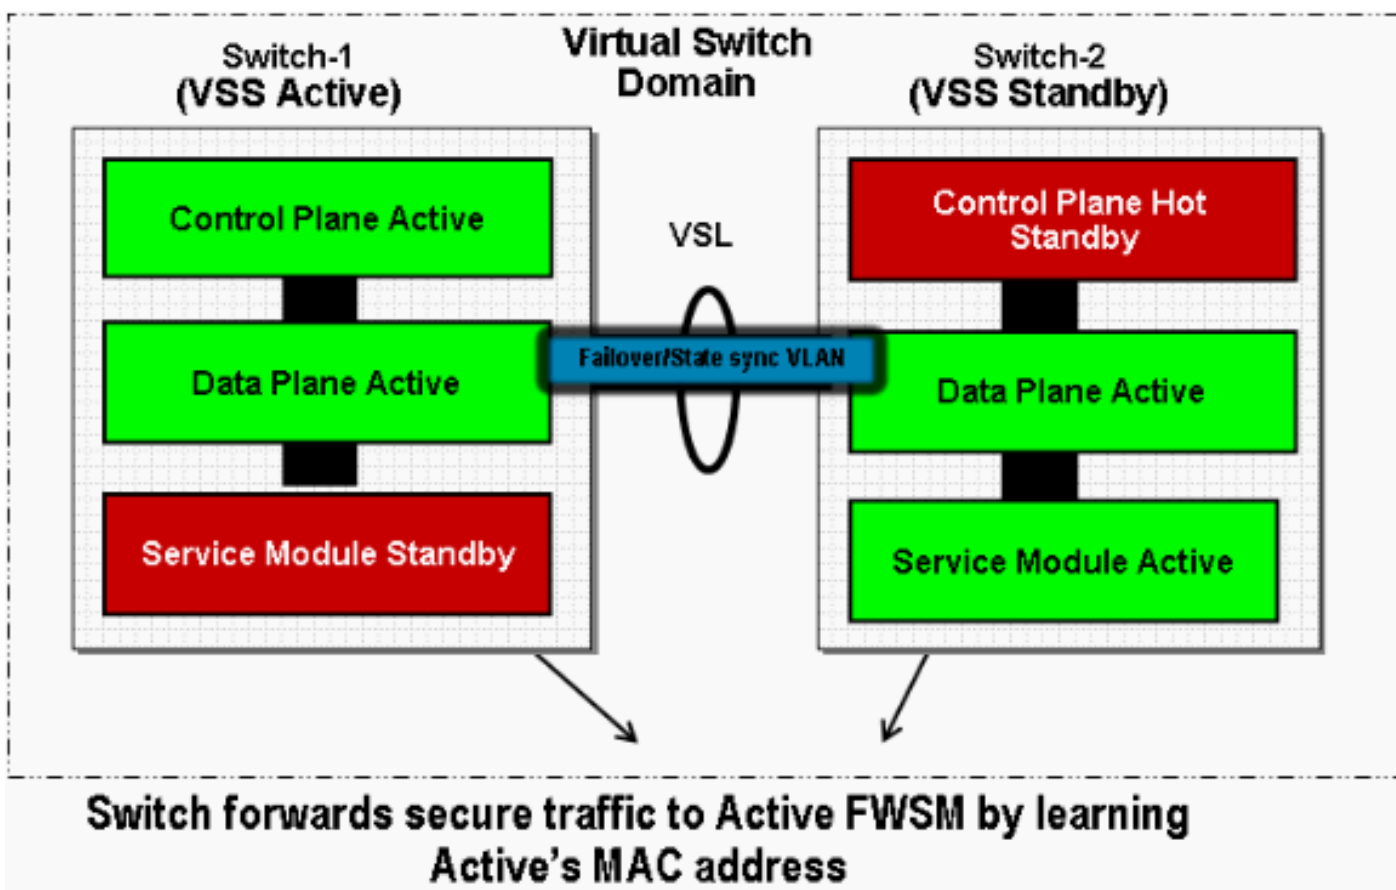 Switch-1
(VSS Active)
Virtual Switch
Domain
Switch-2
(VSS Standby)
Control Plane Active
Data Plane Active
Service Module Standby
VSL
Failover/State sync VLAN
Control Plane Hot
Standby
Data Plane Active
Service Module Active
Switch forwards secure traffic to Active FWSM by learning
Active's MAC address